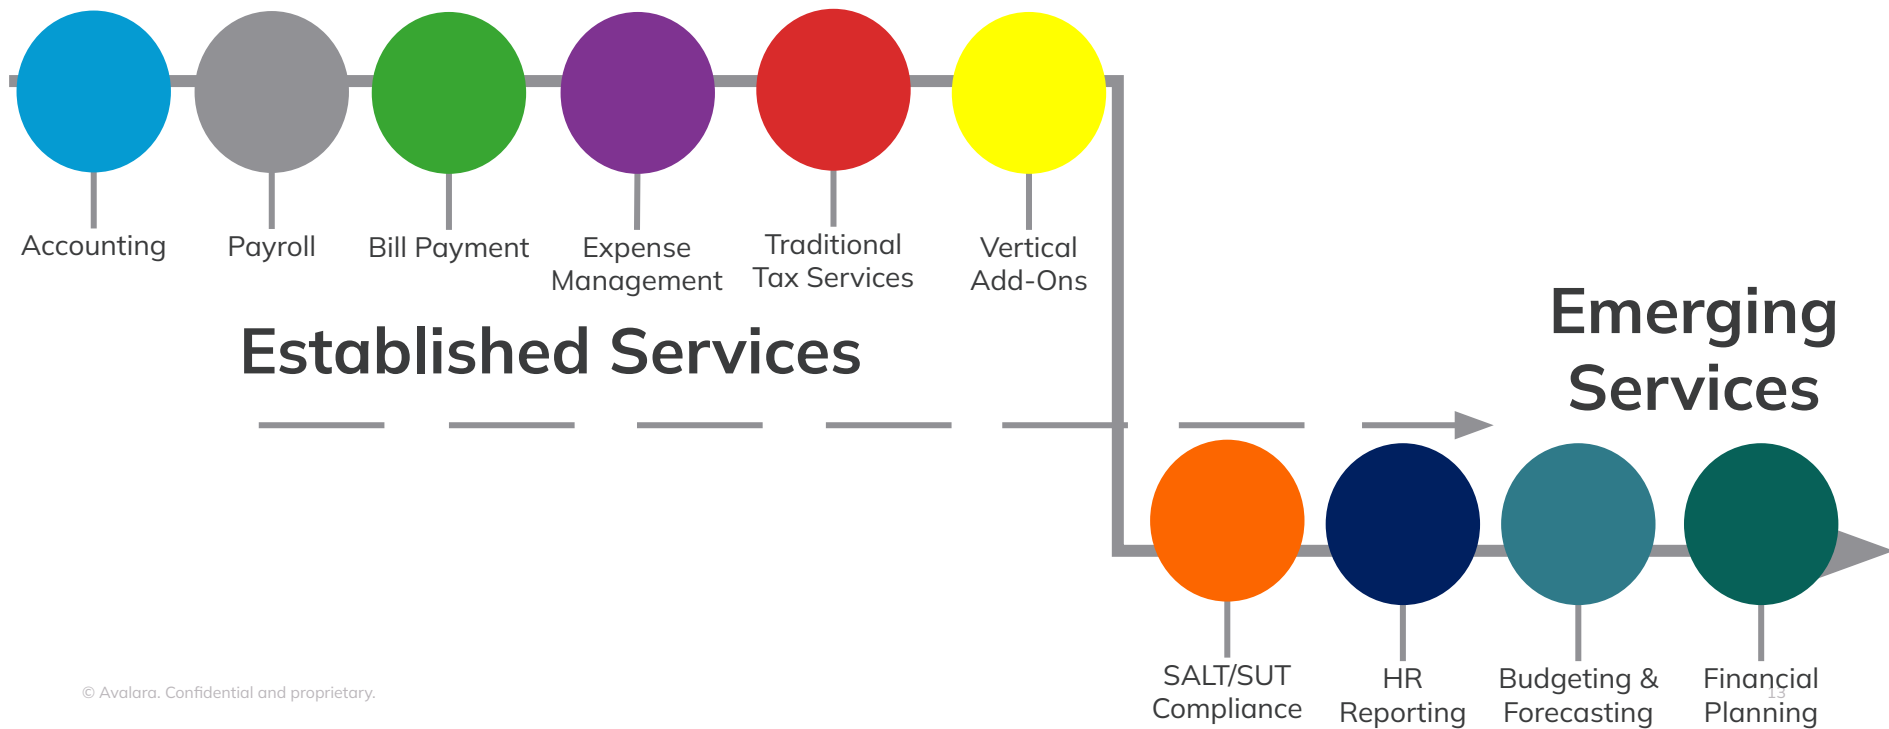 Accounting
Payroll
Bill Payment
Expense
Management
Traditional
Tax Services
Vertical
Add-Ons
Established Services
Emerging
Services
SALT/SUT
Compliance
HR
Reporting
Budgeting &
Forecasting
Financial
Planning
© Avalara. Confidential and proprietary.
13